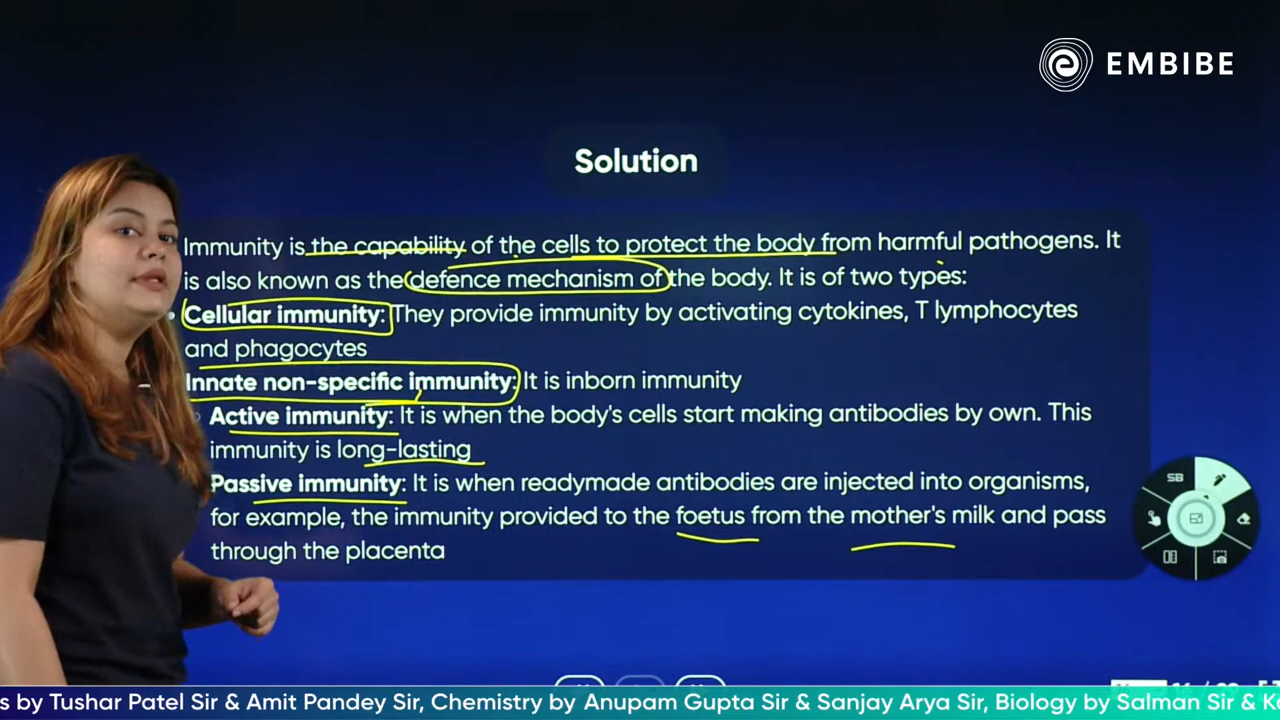 EMBIBE
Solution
Immunity is the capability of the cells to protect the body from harmful pathogens. It
is also known as the defence mechanism of the body. It is of two types:
Cellular immunity: They provide immunity by activating cytokines, T lymphocytes
and phagocytes
Innate non-specific immunity: It is inborn immunity
Active immunity: It is when the body's cells start making antibodies by own. This
immunity is long-lasting
Passive immunity: It is when readymade antibodies are injected into organisms,
for example, the immunity provided to the foetus from the mother's milk and pass
through the placenta
SB
s by Tushar Patel Sir & Amit Pandey Sir, Chemistry by Anupam Gupta Sir & Sanjay Arya Sir, Biology by Salman Sir & K